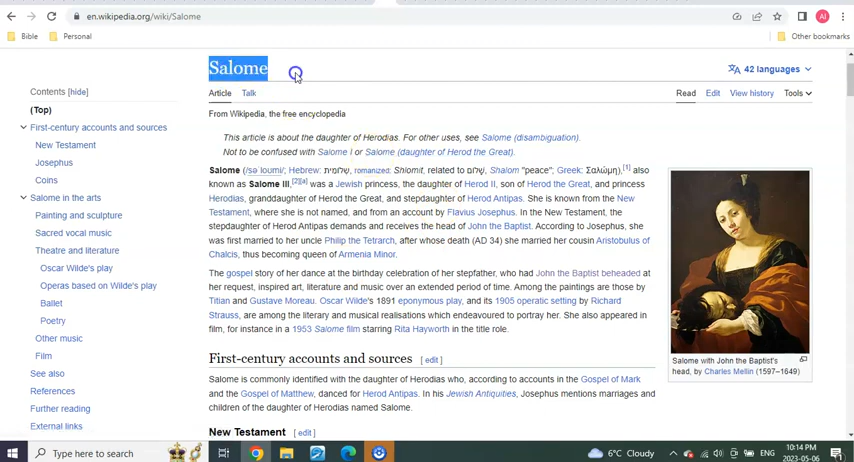 en.wikipedia.org/wiki/Salome
AI
Bible
Personal
Other bookmarks
Salome
42 languages
Contents [hide]
Article Talk
Read Edit View history Tools
(Top)
From Wikipedia, the free encyclopedia
First-century accounts and sources
New Testament
Josephus
Coins
Salome in the arts
Painting and sculpture
Sacred vocal music
Theatre and literature
Oscar Wilde's play
Operas based on Wilde's play
Ballet
Poetry
Other music
Film
See also
References
Further reading
External links
This article is about the daughter of Herodias. For other uses, see Salome (disambiguation).
Not to be confused with Salome I or Salome (daughter of Herod the Great).
Salome (/səˈloʊmi/; Hebrew: שְלוֹמִית, romanized: Shlomit, related to שָׁלוֹם, Shalom "peace"; Greek: Σαλώμη),[1] also
known as Salome III,[2][a] was a Jewish princess, the daughter of Herod II, son of Herod the Great, and princess
Herodias, granddaughter of Herod the Great, and stepdaughter of Herod Antipas. She is known from the New
Testament, where she is not named, and from an account by Flavius Josephus. In the New Testament, the
stepdaughter of Herod Antipas demands and receives the head of John the Baptist. According to Josephus, she
was first married to her uncle Philip the Tetrarch, after whose death (AD 34) she married her cousin Aristobulus of
Chalcis, thus becoming queen of Armenia Minor.
The gospel story of her dance at the birthday celebration of her stepfather, who had John the Baptist beheaded at
her request, inspired art, literature and music over an extended period of time. Among the paintings are those by
Titian and Gustave Moreau. Oscar Wilde's 1891 eponymous play, and its 1905 operatic setting by Richard
Strauss, are among the literary and musical realisations which endeavoured to portray her. She also appeared in
film, for instance in a 1953 Salome film starring Rita Hayworth in the title role.
Salome with John the Baptist's
head, by Charles Mellin (1597–1649)
First-century accounts and sources [ edit ]
Salome is commonly identified with the daughter of Herodias who, according to accounts in the Gospel of Mark
and the Gospel of Matthew, danced for Herod Antipas. In his Jewish Antiquities, Josephus mentions marriages and
children of the daughter of Herodias named Salome.
New Testament [ edit ]
Type here to search
6°C Cloudy
ENG
10:14 PM
2023-05-06
1